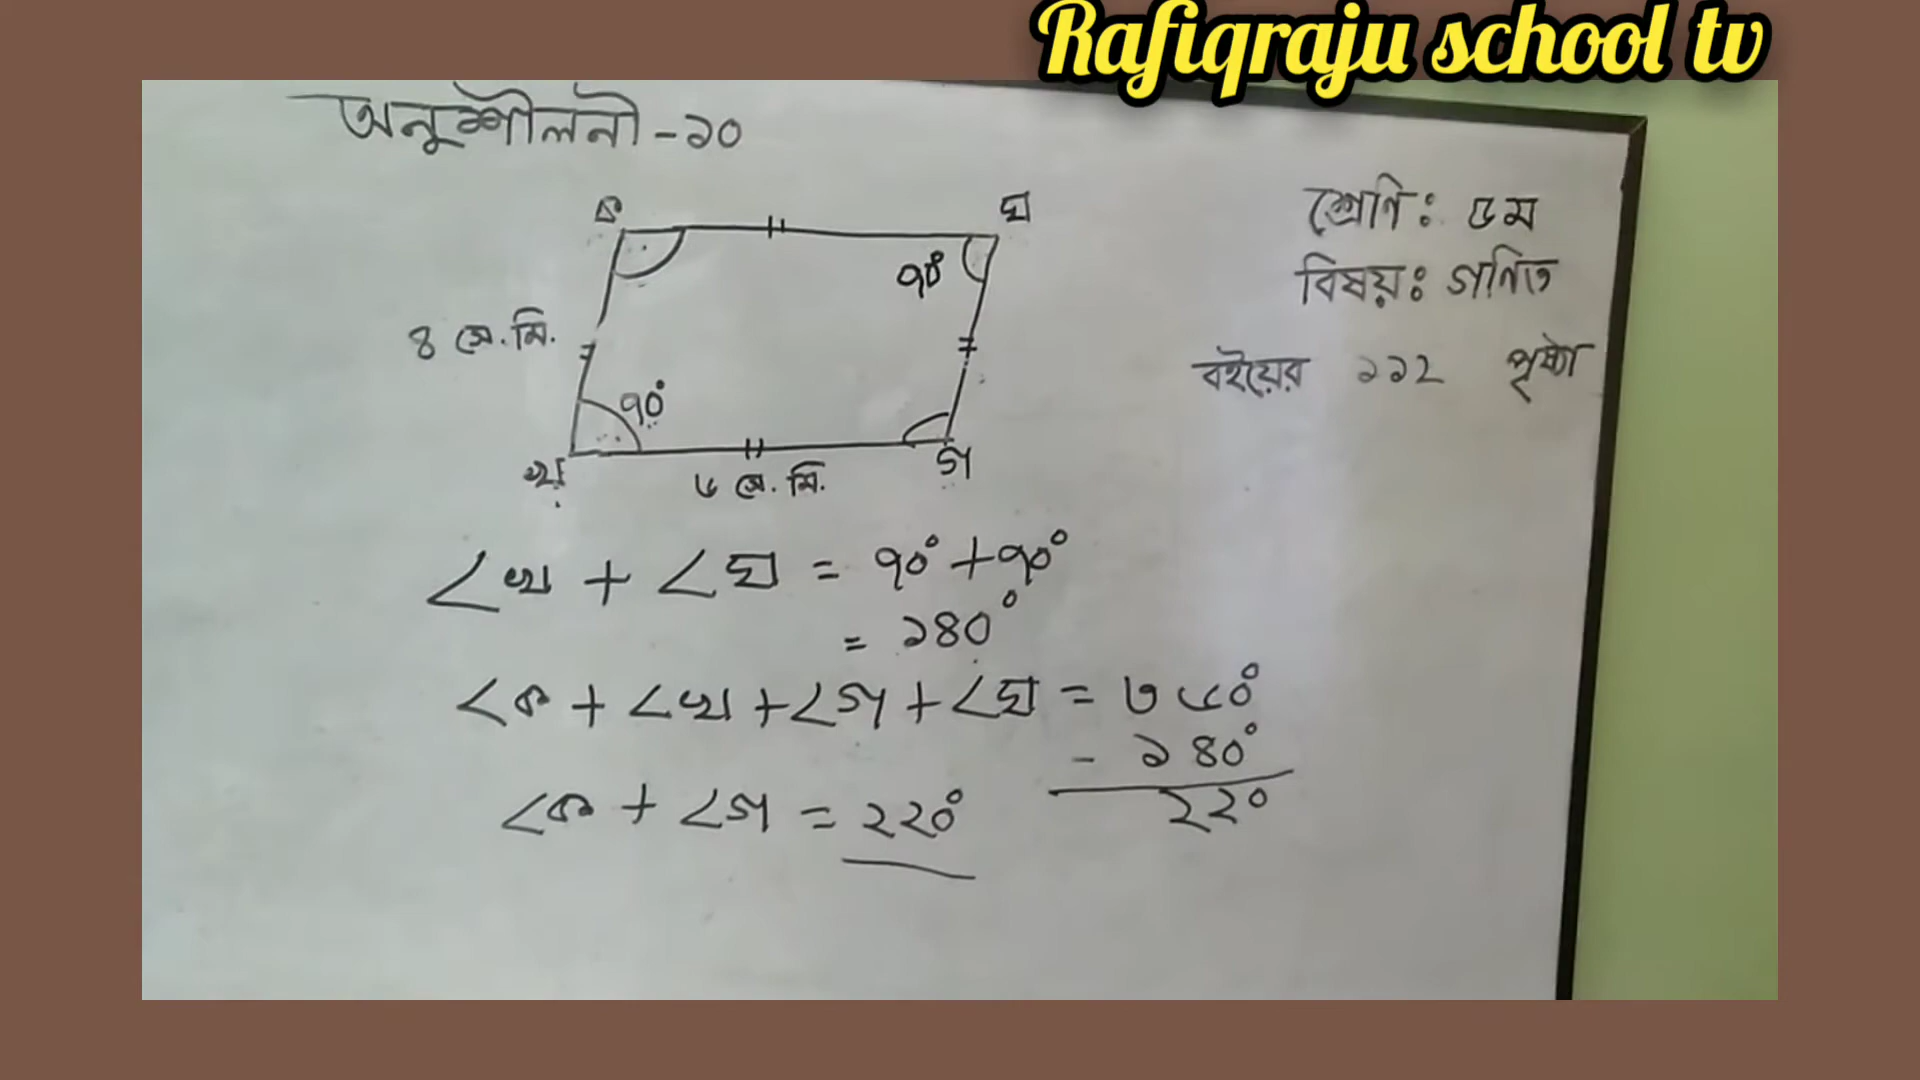 Rafiqraju school tv
অনুশীলনী - ১০
শ্রেণি: ৫ম
বিষয়: গণিত
বইয়ের ১১২ পৃষ্ঠা
ক
ঘ
৭০°
৪ সে. মি.
৭০°
খ
গ
৬ সে. মি.
∠খ + ∠ঘ = ৭০° + ৭০°
= ১৪০°
∠ক + ∠খ + ∠গ + ∠ঘ = ৩৬০°
- ১৪০°
২২০
∠ক + ∠গ = ২২০°